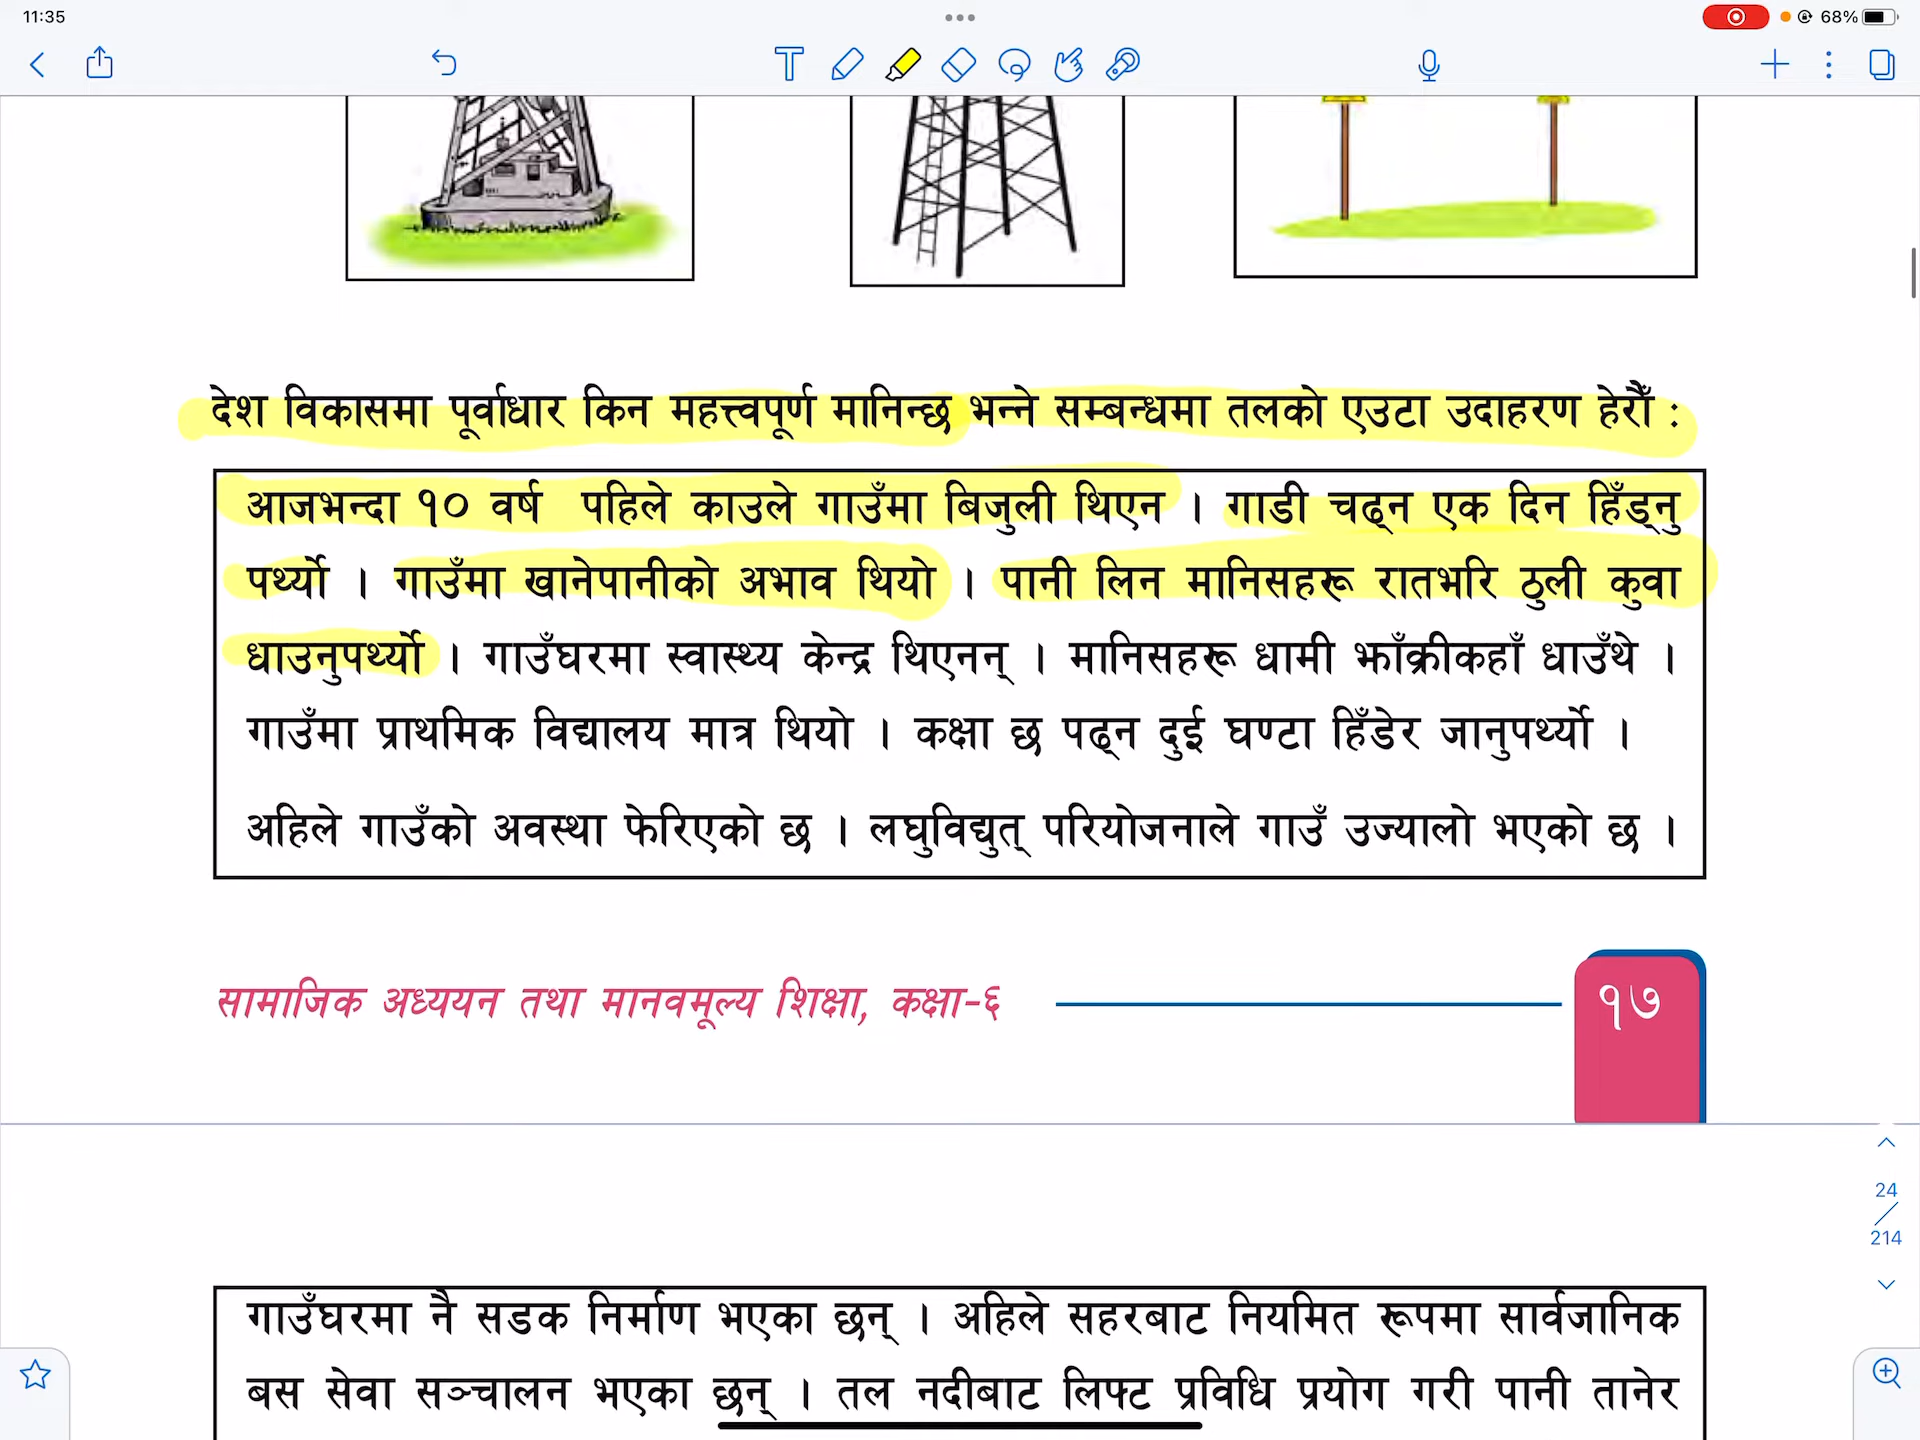 11:35
68%
देश विकासमा पूर्वाधार किन महत्त्वपूर्ण मानिन्छ भन्ने सम्बन्धमा तलको एउटा उदाहरण हेरौँ :
आजभन्दा १० वर्ष पहिले काउले गाउँमा बिजुली थिएन । गाडी चढ्न एक दिन हिँड्नु
पर्थ्यो । गाउँमा खानेपानीको अभाव थियो । पानी लिन मानिसहरू रातभरि ठुली कुवा
धाउनुपर्थ्यो । गाउँघरमा स्वास्थ्य केन्द्र थिएनन् । मानिसहरू धामी झाँक्रीकहाँ धाउँथे ।
गाउँमा प्राथमिक विद्यालय मात्र थियो । कक्षा छ पढ्न दुई घण्टा हिँडेर जानुपर्थ्यो ।
अहिले गाउँको अवस्था फेरिएको छ । लघुविद्युत् परियोजनाले गाउँ उज्यालो भएको छ ।
सामाजिक अध्ययन तथा मानवमूल्य शिक्षा, कक्षा-६
१७
24
214
गाउँघरमा नै सडक निर्माण भएका छन् । अहिले सहरबाट नियमित रूपमा सार्वजानिक
बस सेवा सञ्चालन भएका छन् । तल नदीबाट लिफ्ट प्रविधि प्रयोग गरी पानी तानेर